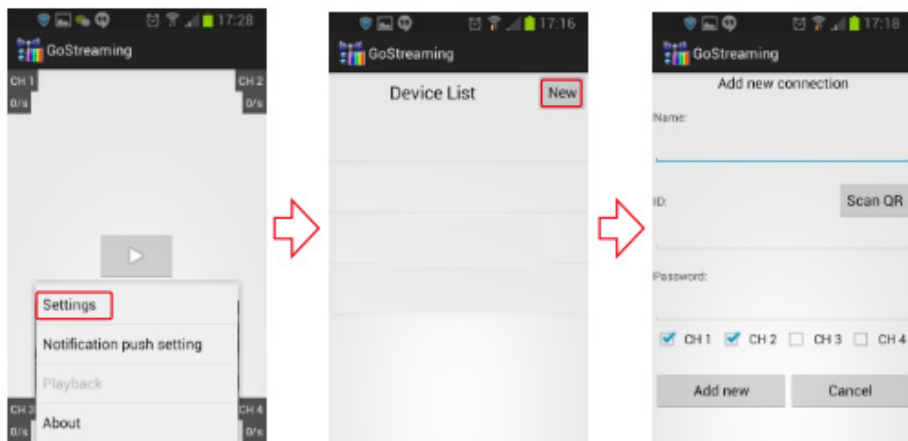 17:28
GoStreaming
CH 1
0/s
CH 2
0/s
Settings
Notification push setting
Playback
About
CH 3
0/s
CH 4
0/s
17:16
GoStreaming
Device List
New
17:18
GoStreaming
Add new connection
Name:
ID:
Scan QR
Password:
CH 1
CH 2
CH 3
CH 4
Add new
Cancel